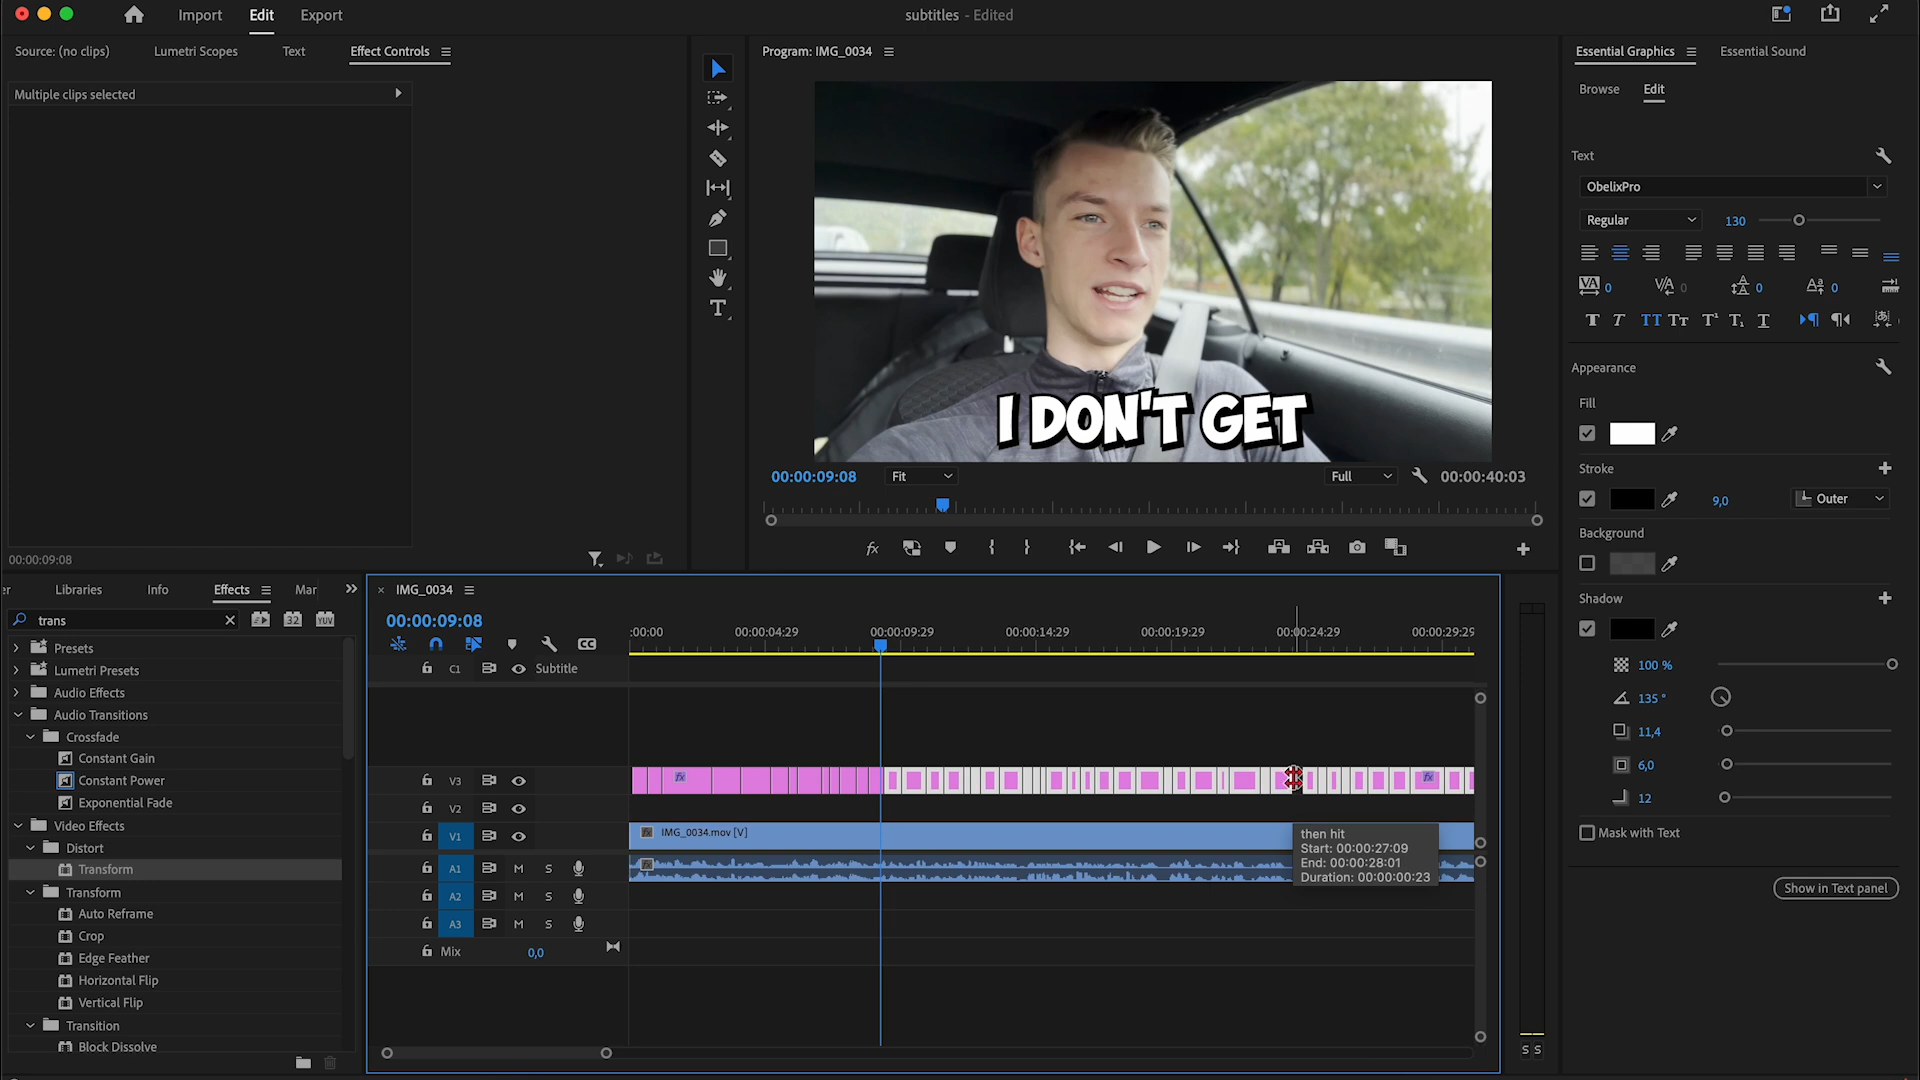 Import Edit Export
subtitles - Edited
Source: (no clips) Lumetri Scopes Text Effect Controls
Program: IMG_0034
Essential Graphics Essential Sound
Browse Edit
Multiple clips selected
I DON'T GET
00:00:09:08 Fit Full 00:00:40:03
00:00:09:08
Text
ObelixPro
Regular 130
0 0 0 0
Appearance
Fill
Stroke
9,0 Outer
Background
Shadow
100 %
135 °
11,4
6,0
12
Mask with Text
Show in Text panel
er Libraries Info Effects Mar
trans
32 YUV
Presets
Lumetri Presets
Audio Effects
Audio Transitions
Crossfade
Constant Gain
Constant Power
Exponential Fade
Video Effects
Distort
Transform
Transform
Auto Reframe
Crop
Edge Feather
Horizontal Flip
Vertical Flip
Transition
Block Dissolve
IMG_0034
00:00:09:08
:00:00 00:00:04:29 00:00:09:29 00:00:14:29 00:00:19:29 00:00:24:29 00:00:29:29
CC
C1 Subtitle
V3
V2
V1 IMG_0034.mov [V]
A1 M S
A2 M S
A3 M S
Mix 0,0
then hit
Start: 00:00:27:09
End: 00:00:28:01
Duration: 00:00:00:23
S S